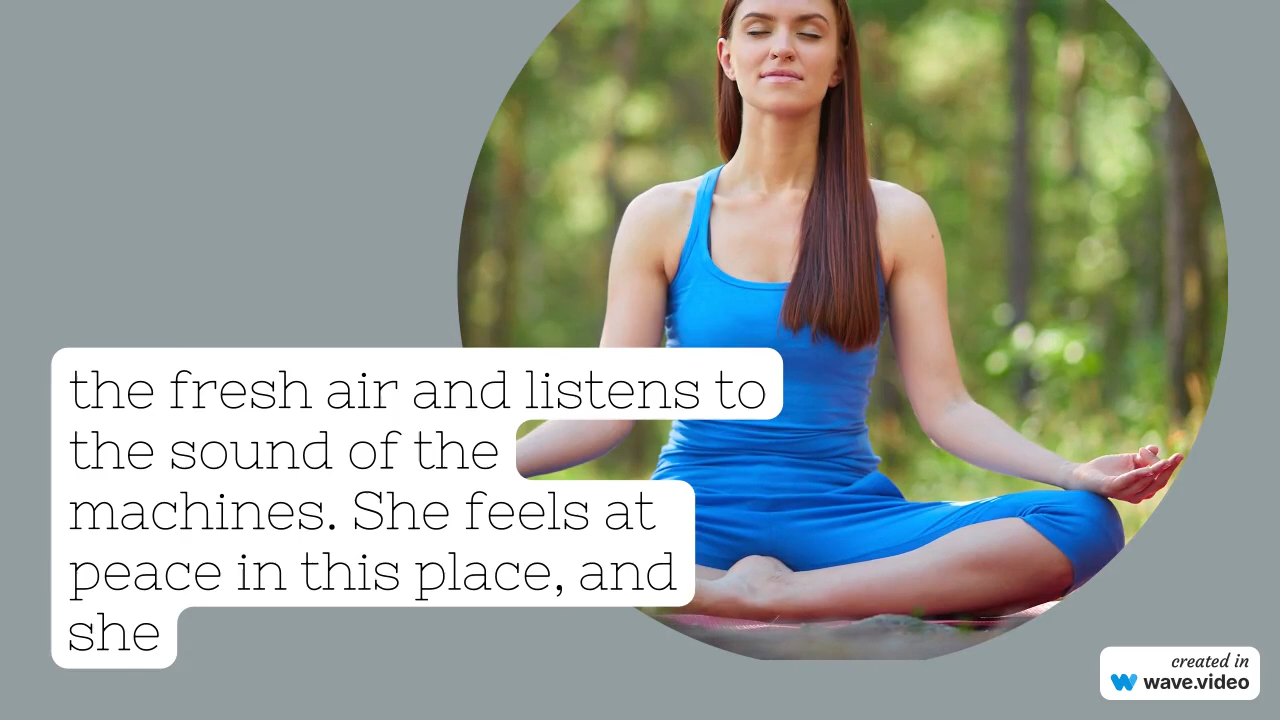 the fresh air and listens to
the sound of the
machines. She feels at
peace in this place, and
she
created in
wave.video